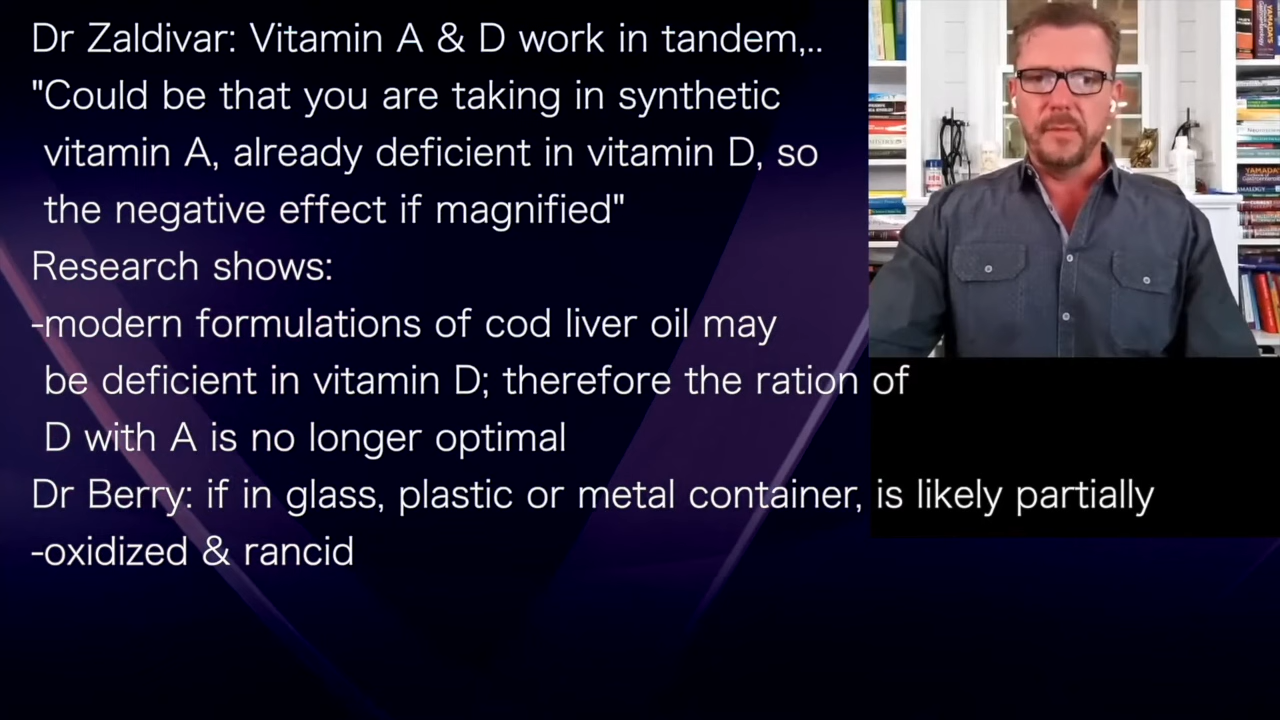 Dr Zaldivar: Vitamin A & D work in tandem,..
"Could be that you are taking in synthetic
vitamin A, already deficient in vitamin D, so
the negative effect if magnified"
Research shows:
-modern formulations of cod liver oil may
be deficient in vitamin D; therefore the ration of
D with A is no longer optimal
Dr Berry: if in glass, plastic or metal container, is likely partially
-oxidized & rancid
YAMADA'S
YAMADA'S